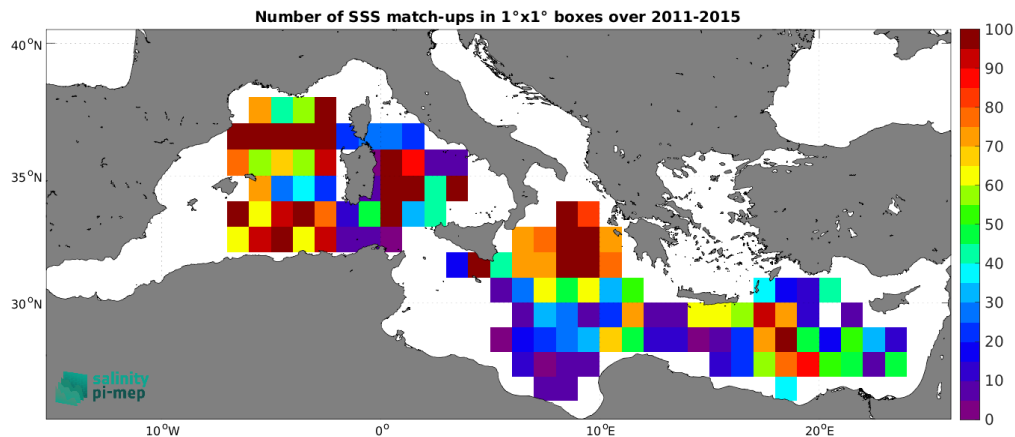 Number of SSS match-ups in 1°x1° boxes over 2011-2015
40°N
35°N
30°N
10°W
0°
10°E
20°E
100
90
80
70
60
50
40
30
20
10
0
salinity
pi-mep